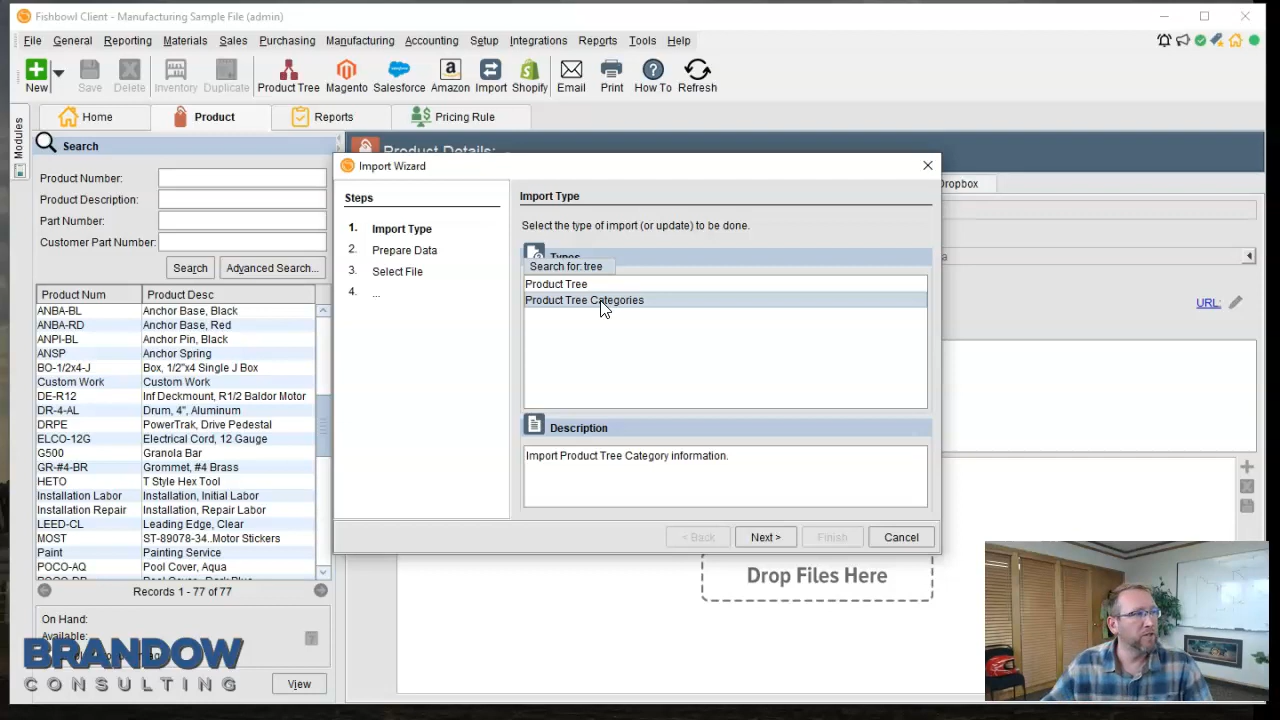 Fishbowl Client - Manufacturing Sample File (admin)
File General Reporting Materials Sales Purchasing Manufacturing Accounting Setup Integrations Reports Tools Help
New Save Delete Inventory Duplicate Product Tree Magento Salesforce Amazon Import Shopify Email Print How To Refresh
Modules
Home Product Reports Pricing Rule
Search
Product Details:
Product Number:
Product Description:
Part Number:
Customer Part Number:
Search Advanced Search...
Product Num Product Desc
ANBA-BL Anchor Base, Black
ANBA-RD Anchor Base, Red
ANPI-BL Anchor Pin, Black
ANSP Anchor Spring
BO-1/2x4-J Box, 1/2"x4 Single J Box
Custom Work Custom Work
DE-R12 Inf Deckmount, R1/2 Baldor Motor
DR-4-AL Drum, 4", Aluminum
DRPE PowerTrak, Drive Pedestal
ELCO-12G Electrical Cord, 12 Gauge
G500 Granola Bar
GR-#4-BR Grommet, #4 Brass
HETO T Style Hex Tool
Installation Labor Installation, Initial Labor
Installation Repair Installation, Repair Labor
LEED-CL Leading Edge, Clear
MOST ST-89078-34..Motor Stickers
Paint Painting Service
POCO-AQ Pool Cover, Aqua
Records 1 - 77 of 77
On Hand:
Available:
View
BRANDOW
CONSULTING
Import Wizard
Steps
1. Import Type
2. Prepare Data
3. Select File
4. ...
Import Type
Select the type of import (or update) to be done.
Types
Search for: tree
Product Tree
Product Tree Categories
Description
Import Product Tree Category information.
< Back Next > Finish Cancel
Dropbox
URL:
Drop Files Here